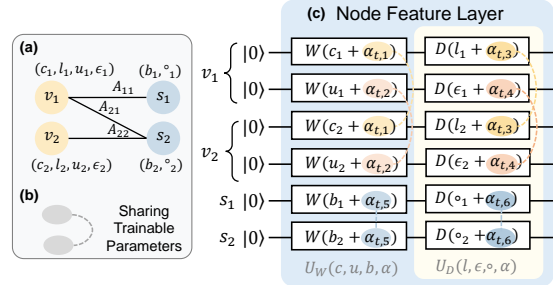 (a)
(c₁, l₁, u₁, ϵ₁)
(b₁, ∘₁)
v₁
A₁₁
s₁
A₂₁
v₂
A₂₂
s₂
(c₂, l₂, u₂, ϵ₂)
(b₂, ∘₂)
(b)
Sharing
Trainable
Parameters
(c) Node Feature Layer
v₁
|0⟩ W(c₁ + α_{t,1}) D(l₁ + α_{t,3})
|0⟩ W(u₁ + α_{t,2}) D(ϵ₁ + α_{t,4})
v₂
|0⟩ W(c₂ + α_{t,1}) D(l₂ + α_{t,3})
|0⟩ W(u₂ + α_{t,2}) D(ϵ₂ + α_{t,4})
s₁ |0⟩ W(b₁ + α_{t,5}) D(∘₁ + α_{t,6})
s₂ |0⟩ W(b₂ + α_{t,5}) D(∘₂ + α_{t,6})
U_W(c, u, b, α) U_D(l, ϵ, ∘, α)